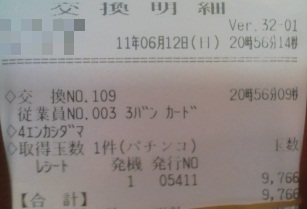 交換明細
Ver.32-01
11年06月12日(日) 20時56分14秒
◇交 換NO.109 20時56分09秒
従業員NO.003 3バン カード
◇4エンカシダマ
◇取得玉数 1件(パチンコ) 玉数
レシート 発機 発行NO
1 05411 9,766
【合 計】 9,766